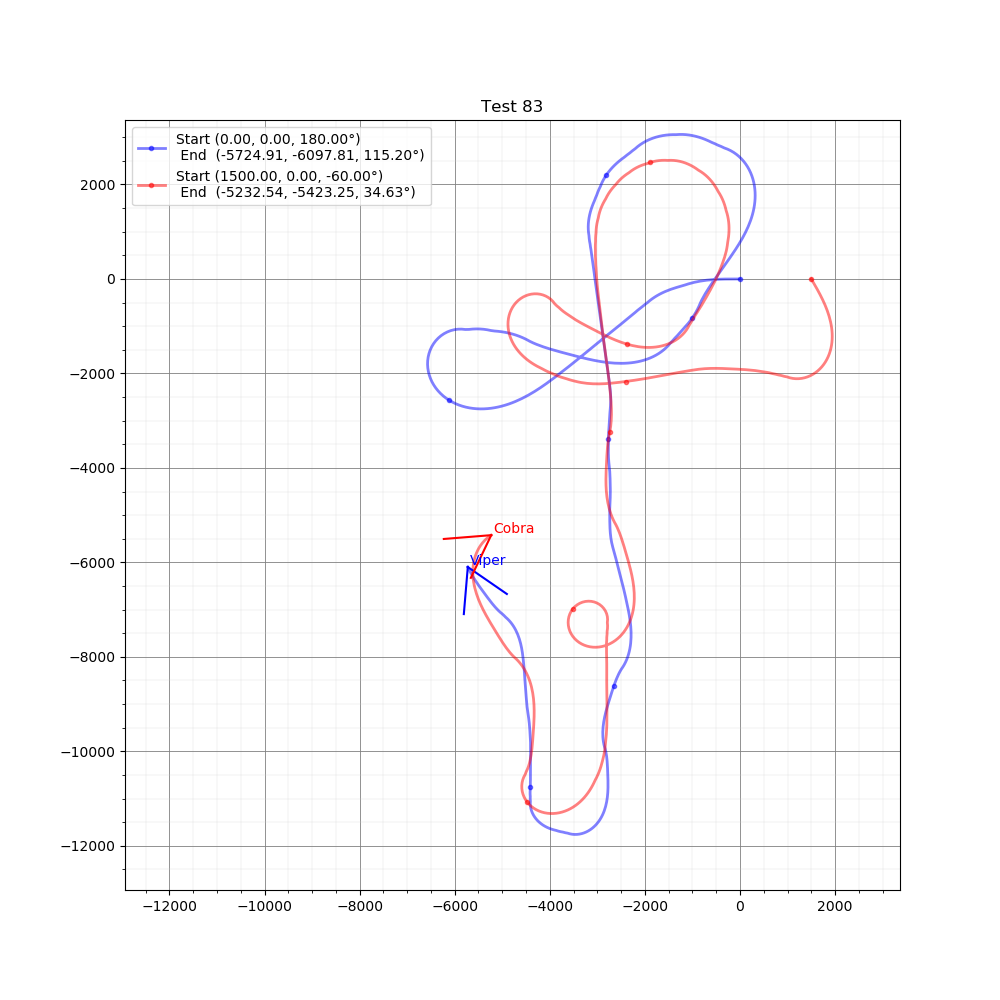 Test 83
Start (0.00, 0.00, 180.00°)
End (-5724.91, -6097.81, 115.20°)
Start (1500.00, 0.00, -60.00°)
End (-5232.54, -5423.25, 34.63°)
2000
0
−2000
−4000
−6000
−8000
−10000
−12000
Cobra
Viper
−12000 −10000 −8000 −6000 −4000 −2000 0 2000